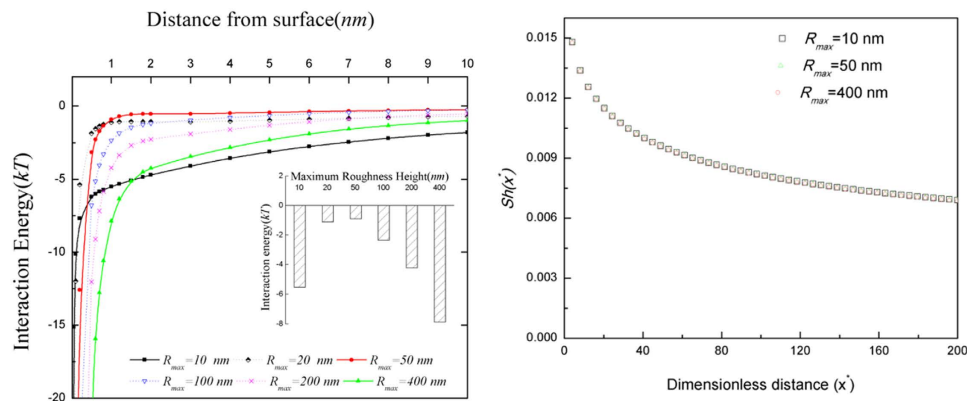 Distance from surface(nm)
1 2 3 4 5 6 7 8 9 10
Interaction Energy(kT)
0
-5
-10
-15
-20
Maximum Roughness Height(nm)
10 20 50 100 200 400
Interaction energy(kT)
2
0
-2
-4
-6
-8
R_max=10 nm R_max=20 nm R_max=50 nm
R_max=100 nm R_max=200 nm R_max=400 nm
Sh(x*)
0.015
0.012
0.009
0.006
0.003
0.000
R_max=10 nm
R_max=50 nm
R_max=400 nm
0 40 80 120 160 200
Dimensionless distance (x*)